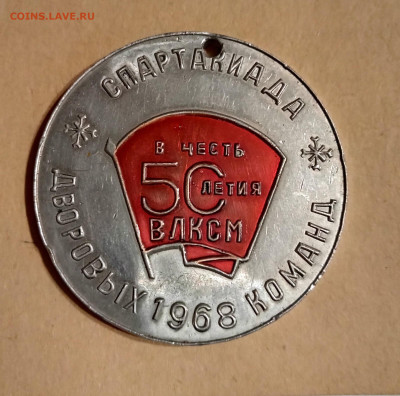 COINS.LAVE.RU
СПАРТАКИАДА
В ЧЕСТЬ
50 ЛЕТИЯ
ВЛКСМ
ДВОРОВЫХ 1968 КОМАНД